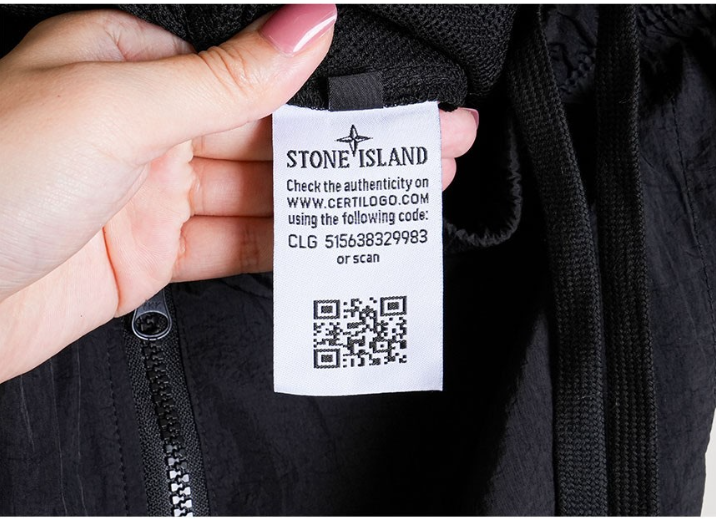 STONE ISLAND
Check the authenticity on
WWW.CERTILOGO.COM
using the following code:
CLG 515638329983
or scan